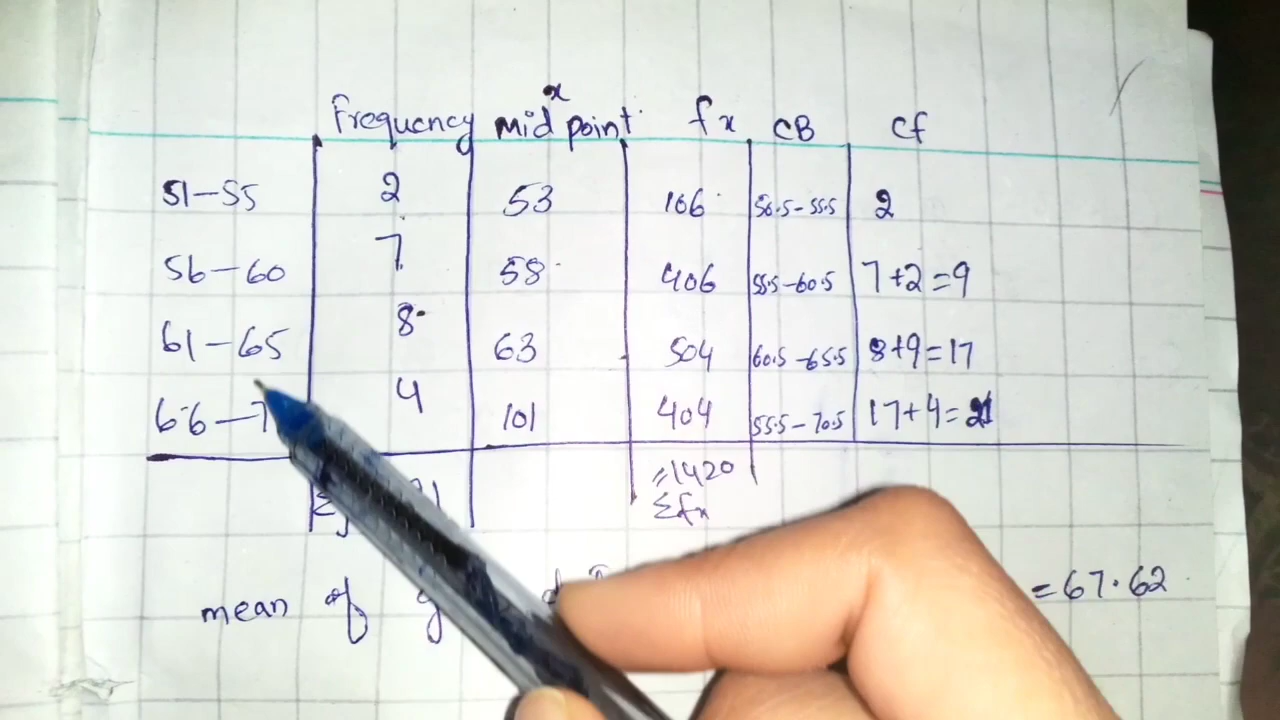 Frequency mid x point fx CB Cf
51-55 2 53 106 50.5-55.5 2
56-60 7 58 406 55.5-60.5 7+2=9
61-65 8 63 504 60.5-65.5 8+9=17
66-7 4 101 404 55.5-70.5 17+4=21
=1420
Σfx
mean of = 67.62